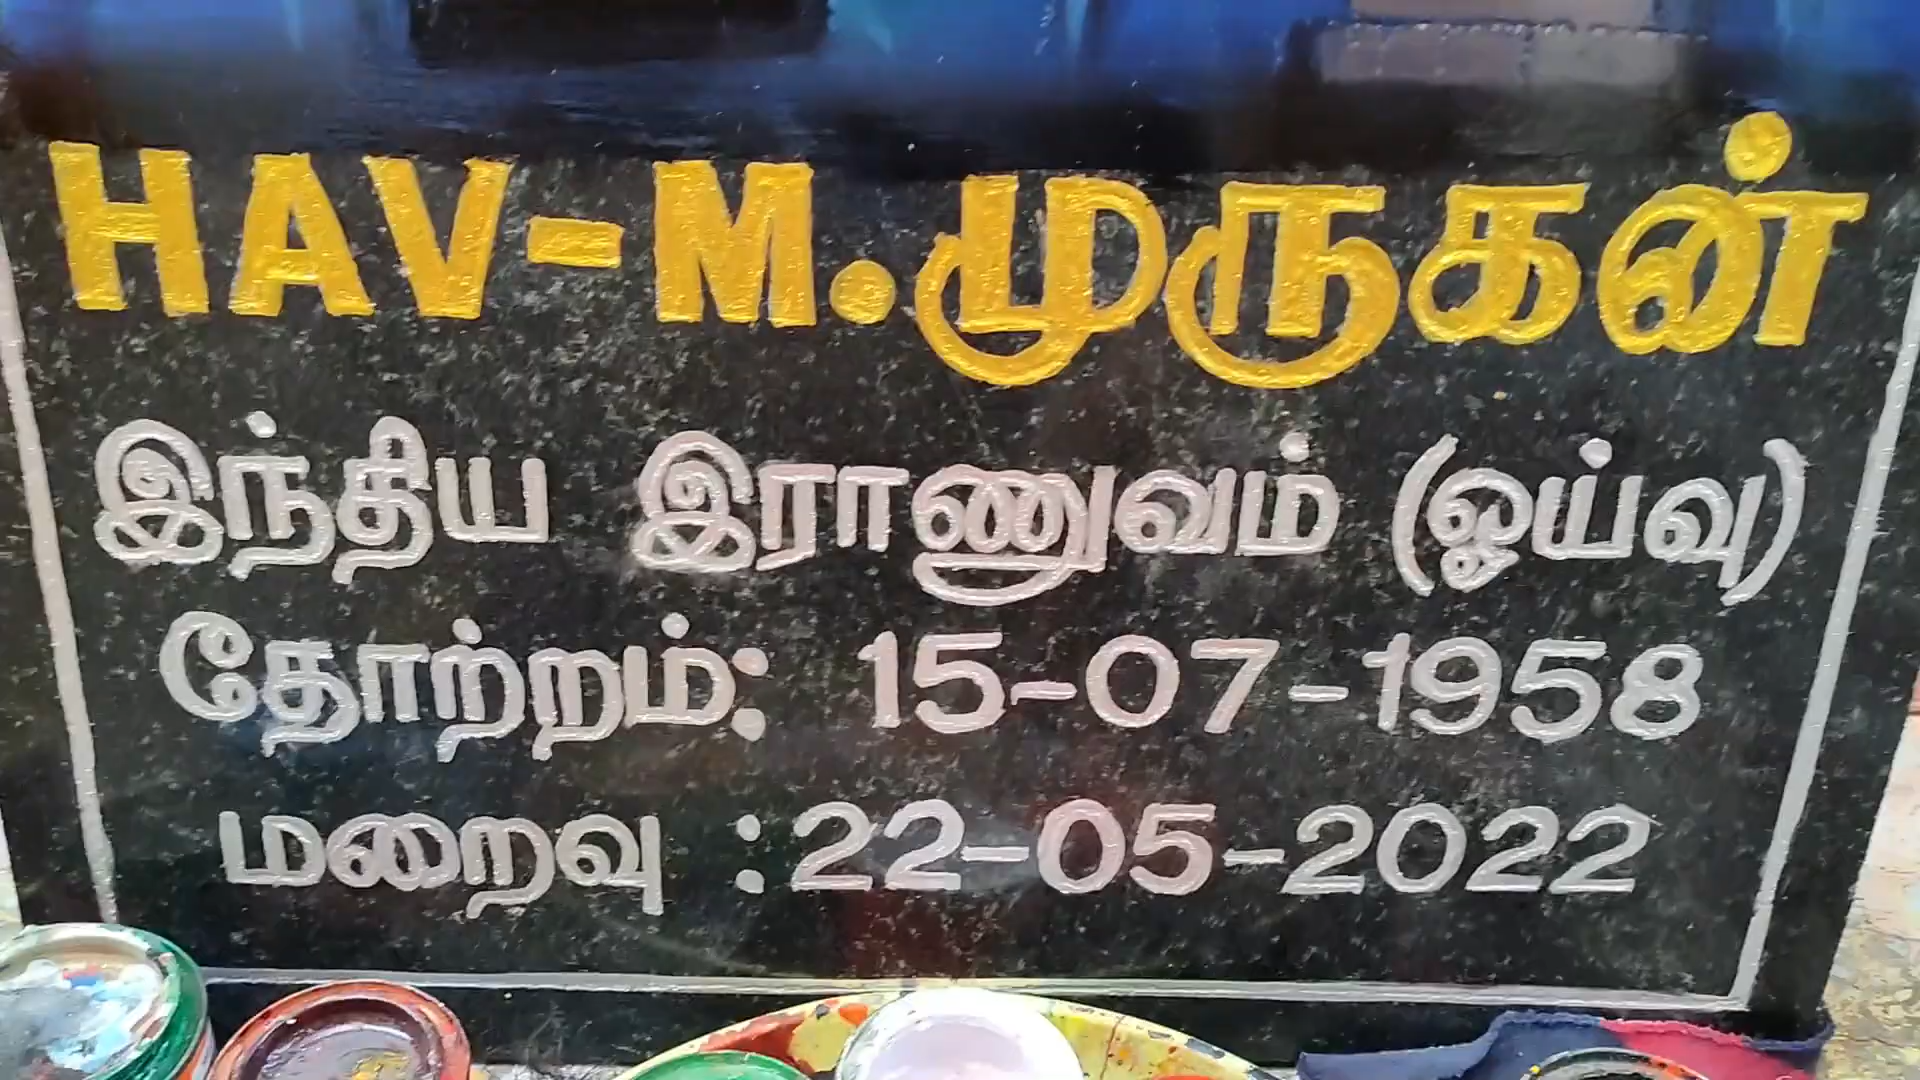 HAV-M.முருகன்
இந்திய இராணுவம் (ஓய்வு)
தோற்றம்: 15-07-1958
மறைவு :22-05-2022